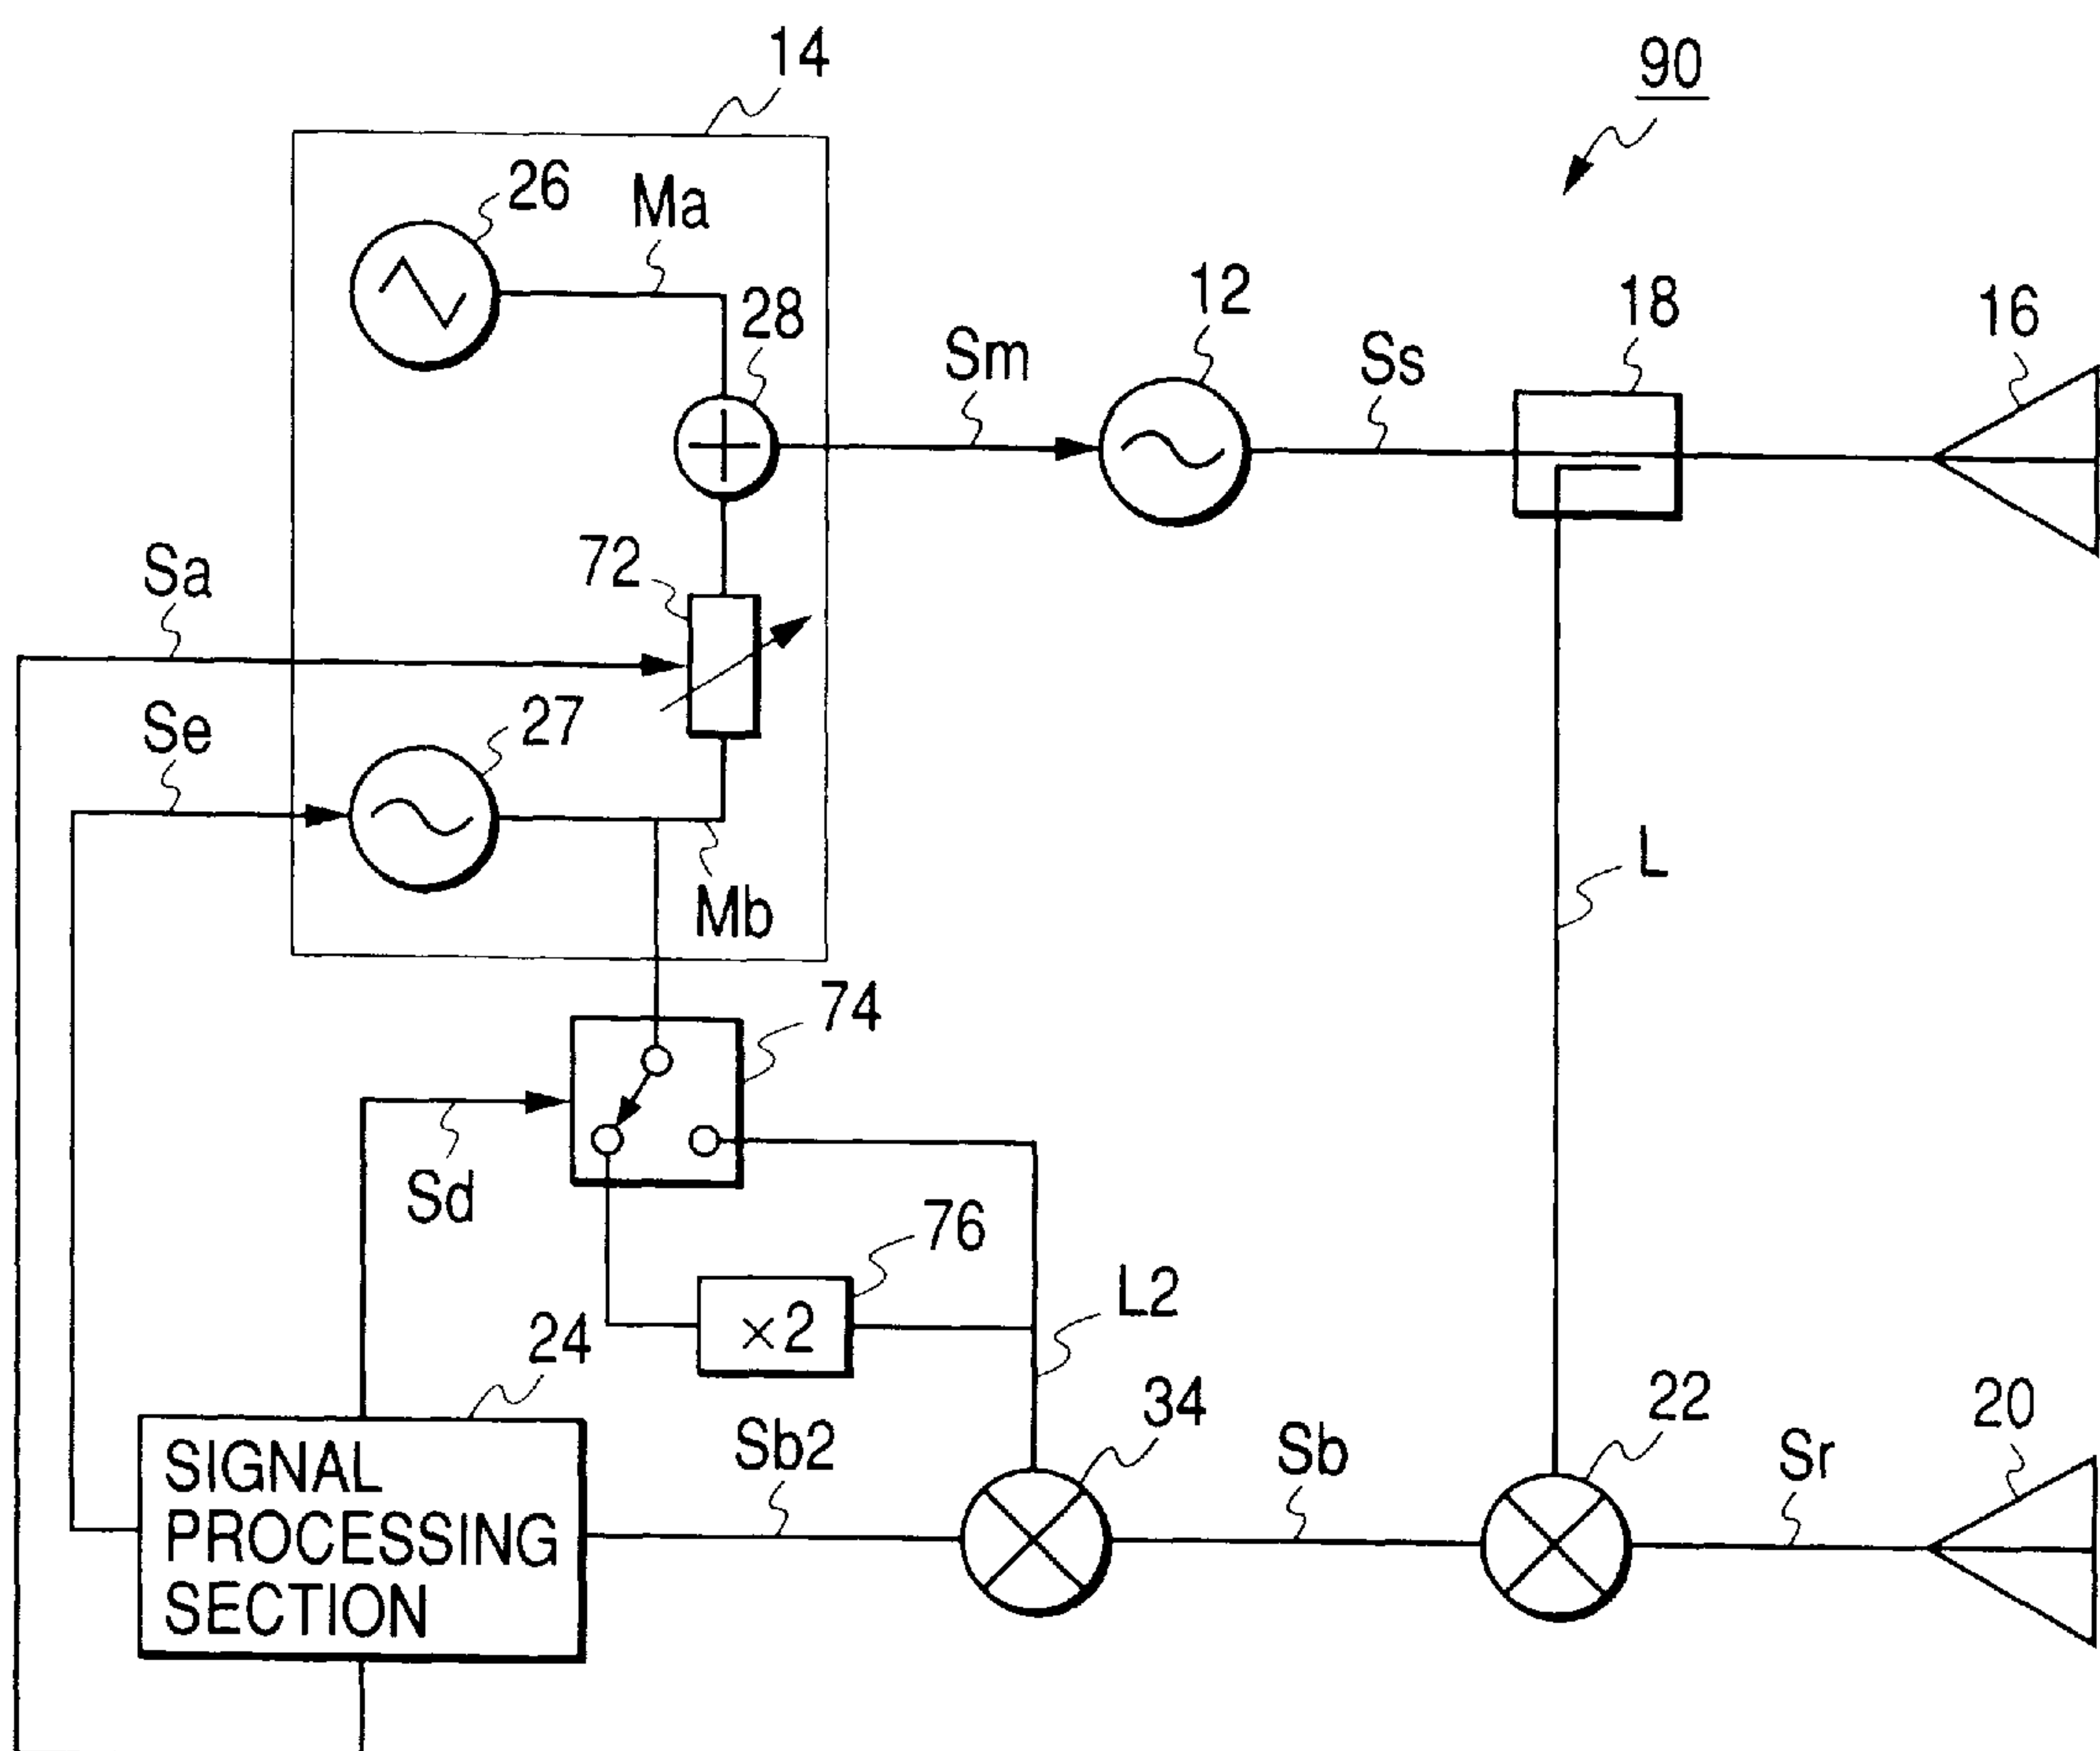 14
90
26
Ma
28
12
18
16
Sm
Ss
72
Sa
Se
27
Mb
L
74
Sd
76
×2
L2
24
34
22
20
SIGNAL
PROCESSING
SECTION
Sb2
Sb
Sr